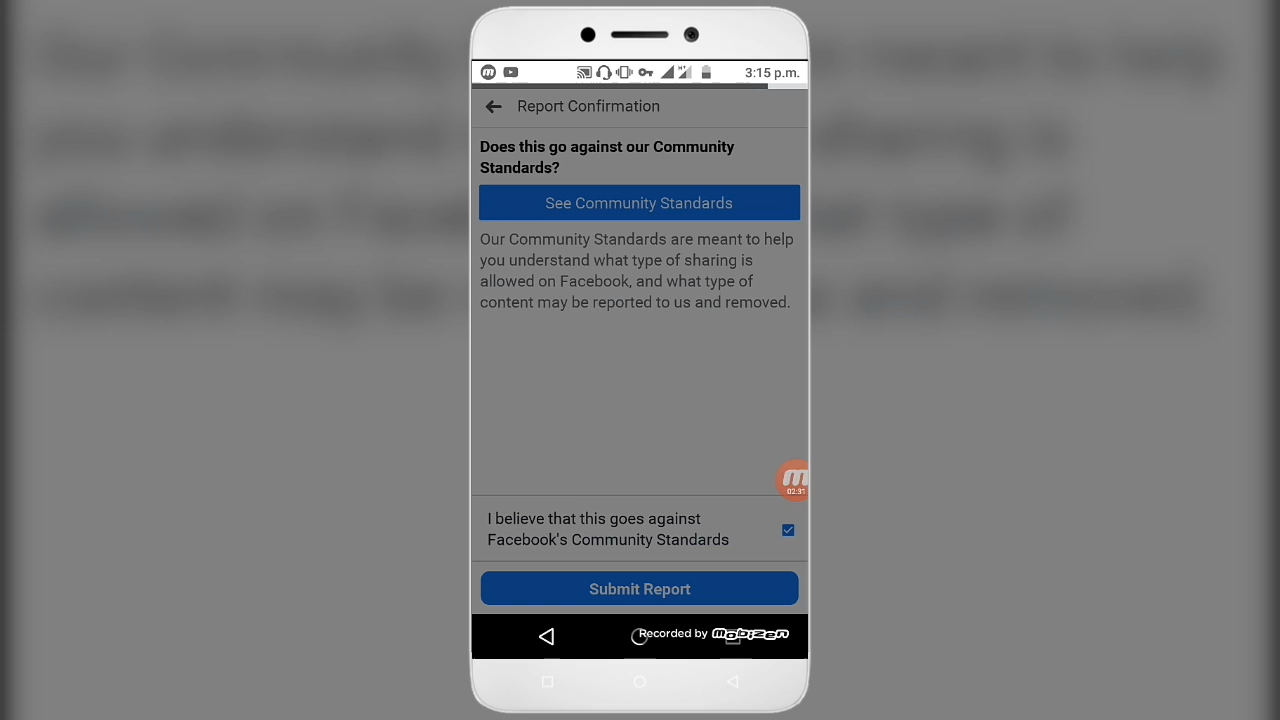 3:15 p.m.
Report Confirmation
Does this go against our Community
Standards?
See Community Standards
Our Community Standards are meant to help
you understand what type of sharing is
allowed on Facebook, and what type of
content may be reported to us and removed.
02:31
I believe that this goes against
Facebook's Community Standards
Submit Report
Recorded by Mobizen